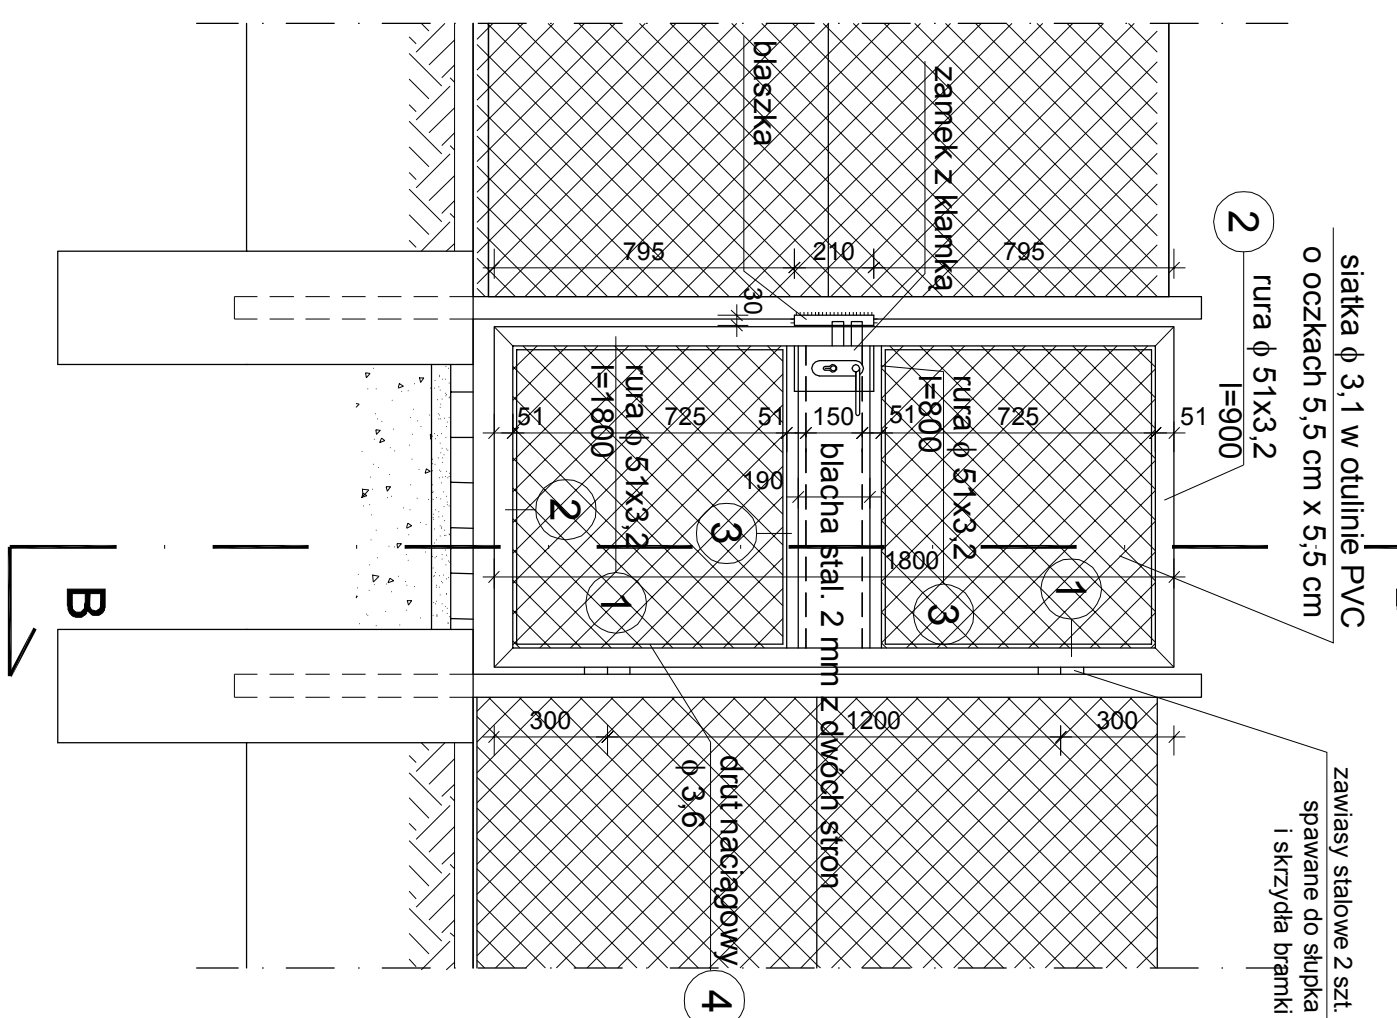 siatka ϕ 3,1 w otulinie PVC
o oczkach 5,5 cm x 5,5 cm
2
rura ϕ 51x3,2
l=900
zamek z klamką
blaszka
795
210
795
30
rura ϕ 51x3,2
l=800
rura ϕ 51x3,2
l=1800
51
725
51
150
51
725
51
190
blacha stal. 2 mm z dwóch stron
1800
2
3
1
3
1
B
300
1200
300
drut naciągowy
ϕ 3,6
4
zawiasy stalowe 2 szt.
spawane do słupka
i skrzydła bramki